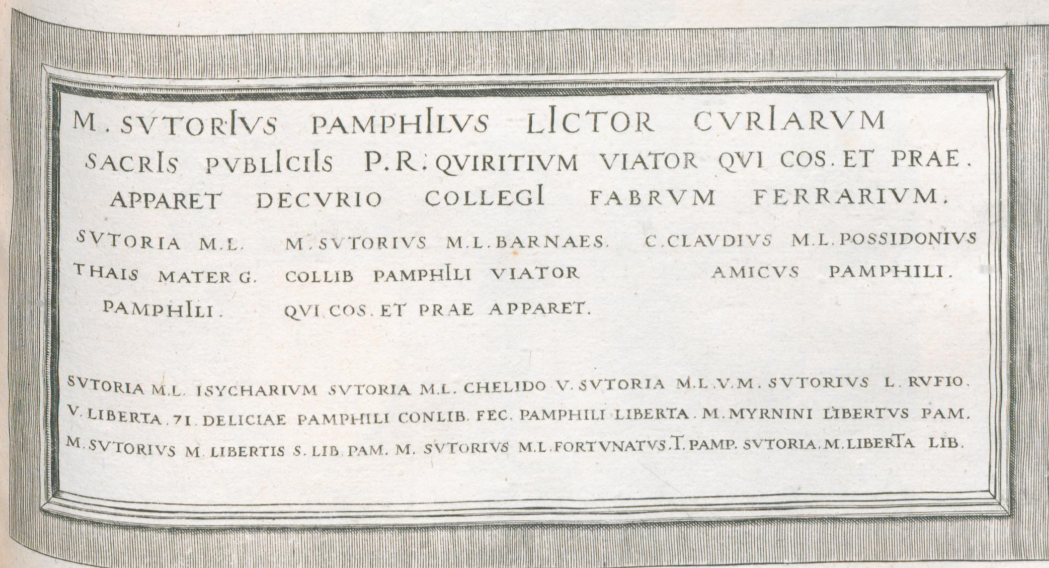 M. SVTORIVS PAMPHILVS LICTOR CVRIARVM
SACRIS PVBLICIIS P.R. QVIRITIVM VIATOR QVI COS. ET PRAE.
APPARET DECVRIO COLLEGI FABRVM FERRARIVM.
SVTORIA M.L. M. SVTORIVS M.L. BARNAES. C. CLAVDIVS M.L. POSSIDONIVS
THAIS MATER G. COLLIB PAMPHILI VIATOR AMICVS PAMPHILI.
PAMPHILI. QVI COS. ET PRAE APPARET.
SVTORIA M.L. ISYCHARIVM SVTORIA M.L. CHELIDO V. SVTORIA M.L.V.M. SVTORIVS L. RVFIO.
V. LIBERTA. 71. DELICIAE PAMPHILI CONLIB. FEC. PAMPHILI LIBERTA. M. MYRNINI LIBERTVS PAM.
M. SVTORIVS M. LIBERTIS S. LIB. PAM. M. SVTORIVS M.L. FORTVNATVS. T. PAMP. SVTORIA. M. LIBERTA LIB.